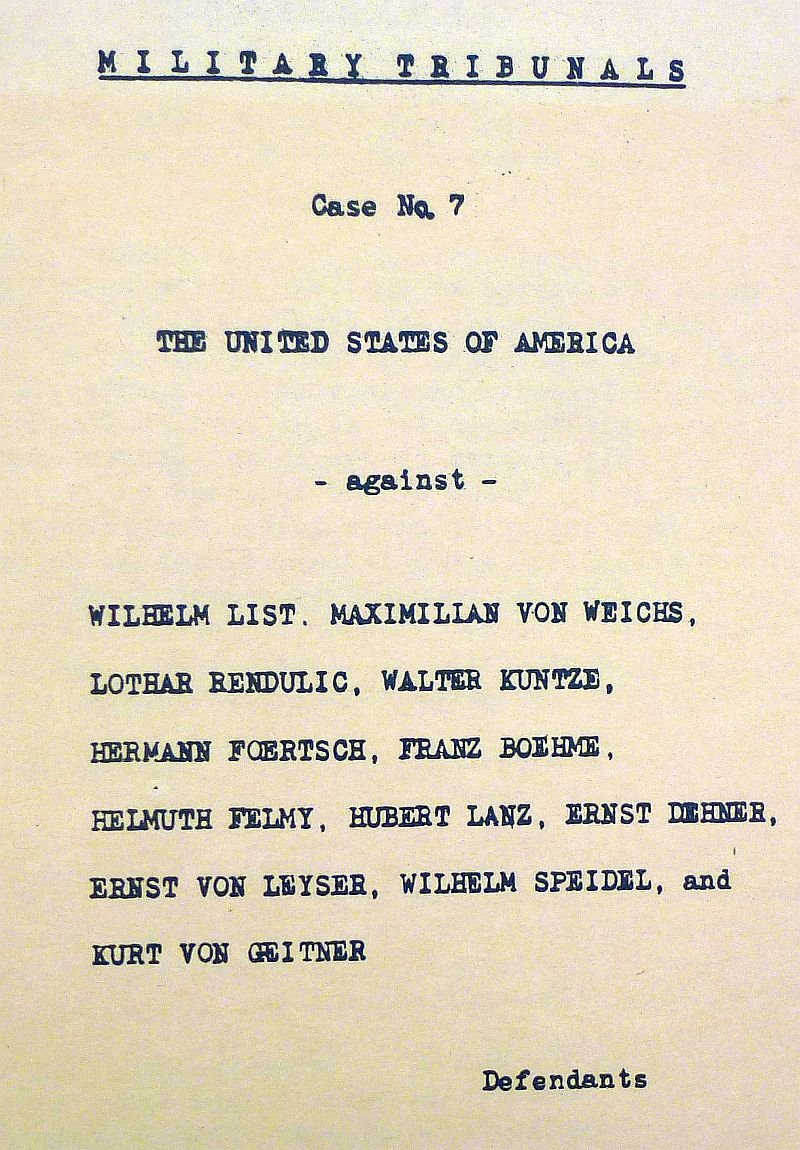 MILITARY TRIBUNALS
Case No. 7
THE UNITED STATES OF AMERICA
- against -
WILHELM LIST. MAXIMILIAN VON WEICHS,
LOTHAR RENDULIC, WALTER KUNTZE,
HERMANN FOERTSCH, FRANZ BOEHME,
HELMUTH FELMY, HUBERT LANZ, ERNST DEHNER,
ERNST VON LEYSER, WILHELM SPEIDEL, and
KURT VON GEITNER
Defendants